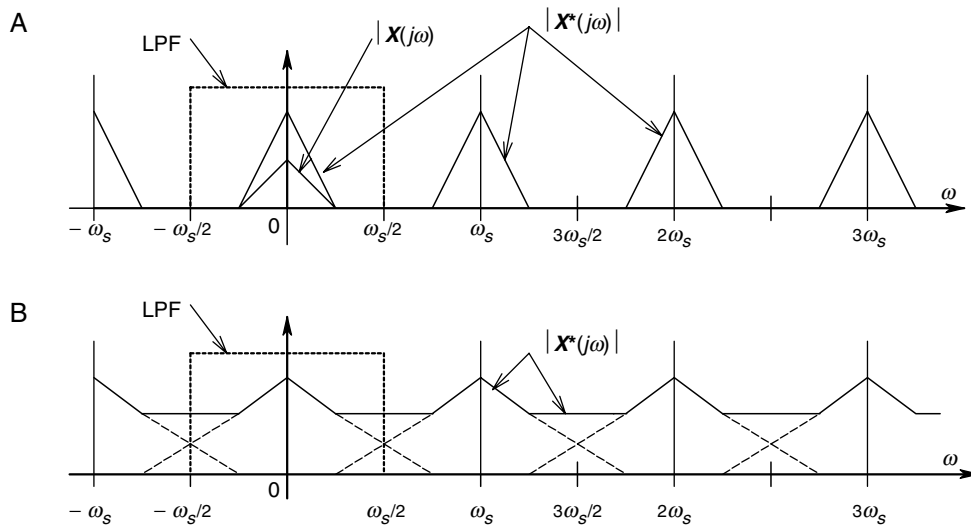 A
LPF
| X(jω)
| X*(jω)|
ω
− ωs
− ωs/2
0
ωs/2
ωs
3ωs/2
2ωs
3ωs
B
LPF
| X*(jω)|
ω
− ωs
− ωs/2
0
ωs/2
ωs
3ωs/2
2ωs
3ωs